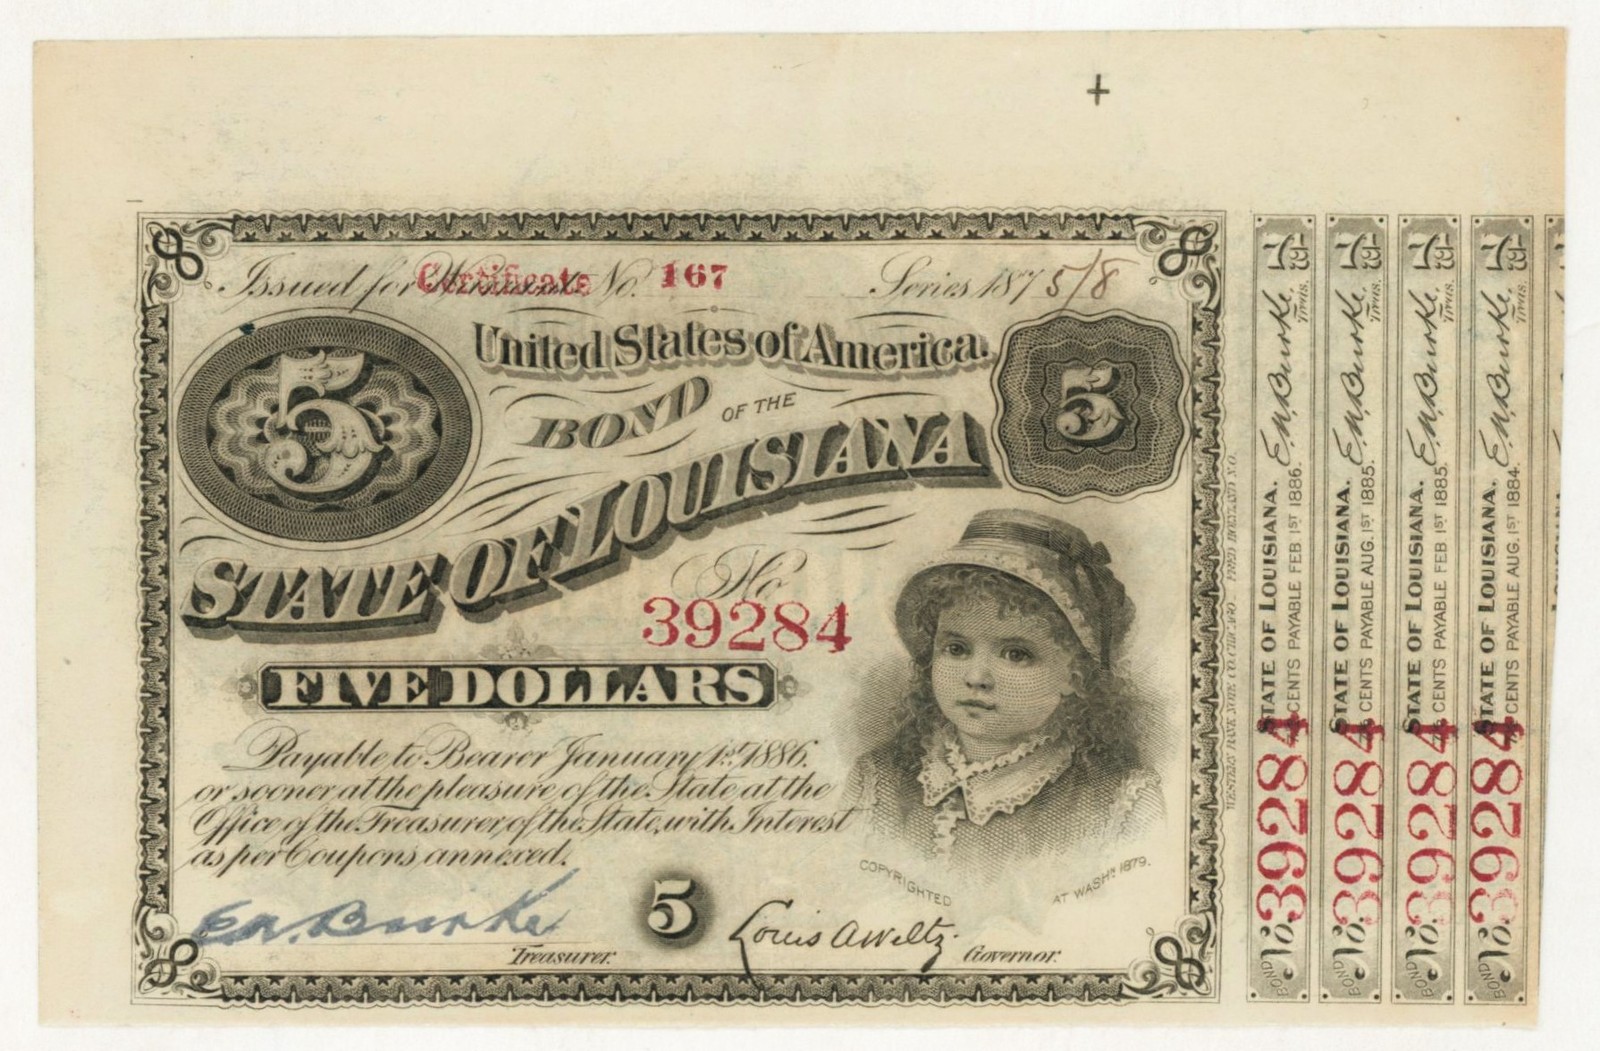 Issued for Certificate No. 167
Series 1875/8
United States of America.
BOND OF THE
STATE OF LOUISIANA
5
5
No
39284
FIVE DOLLARS
Payable to Bearer January 1st 1886.
or sooner at the pleasure of the State at the
Office of the Treasurer, of the State, with Interest
as per Coupons annexed.
COPYRIGHTED AT WASHN 1879.
E A. Burke
Treasurer.
5
Louis A Wiltz.
Governor.
WESTERN BANK NOTE CO. CHICAGO
BOND No. 39284 STATE OF LOUISIANA. E A Burke, Treas.
CENTS PAYABLE FEB 1ST 1886.
BOND No. 39284 STATE OF LOUISIANA. E A Burke, Treas.
CENTS PAYABLE AUG. 1ST 1885.
BOND No. 39284 STATE OF LOUISIANA. E A Burke, Treas.
CENTS PAYABLE FEB 1ST 1885.
BOND No. 39284 STATE OF LOUISIANA. E A Burke, Treas.
CENTS PAYABLE AUG. 1ST 1884.